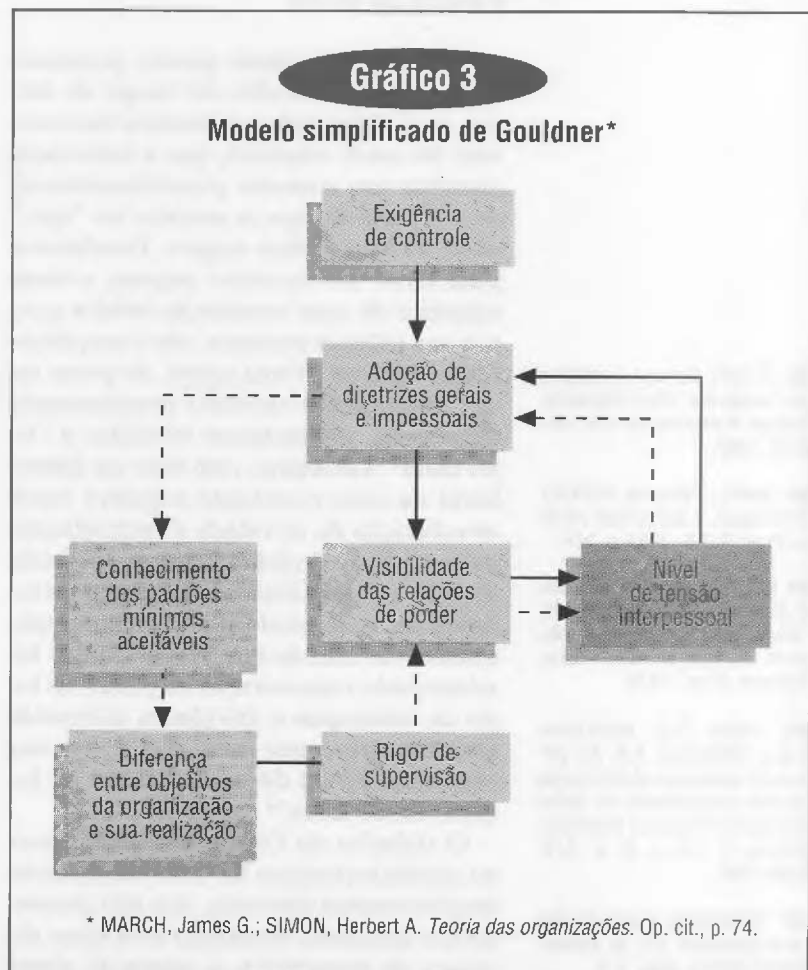 Gráfico 3
Modelo simplificado de Gouldner*
Exigência
de controle
Adoção de
diretrizes gerais
e impessoais
Conhecimento
dos padrões
mínimos
aceitáveis
Visibilidade
das relações
de poder
Nível
de tensão
interpessoal
Diferença
entre objetivos
da organização
e sua realização
Rigor de
supervisão
* MARCH, James G.; SIMON, Herbert A. Teoria das organizações. Op. cit., p. 74.